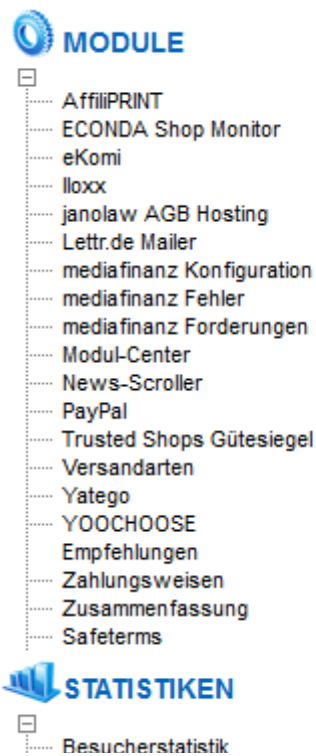 MODULE
AffiliPRINT
ECONDA Shop Monitor
eKomi
Iloxx
janolaw AGB Hosting
Lettr.de Mailer
mediafinanz Konfiguration
mediafinanz Fehler
mediafinanz Forderungen
Modul-Center
News-Scroller
PayPal
Trusted Shops Gütesiegel
Versandarten
Yatego
YOOCHOOSE
Empfehlungen
Zahlungsweisen
Zusammenfassung
Safeterms
STATISTIKEN
Besucherstatistik